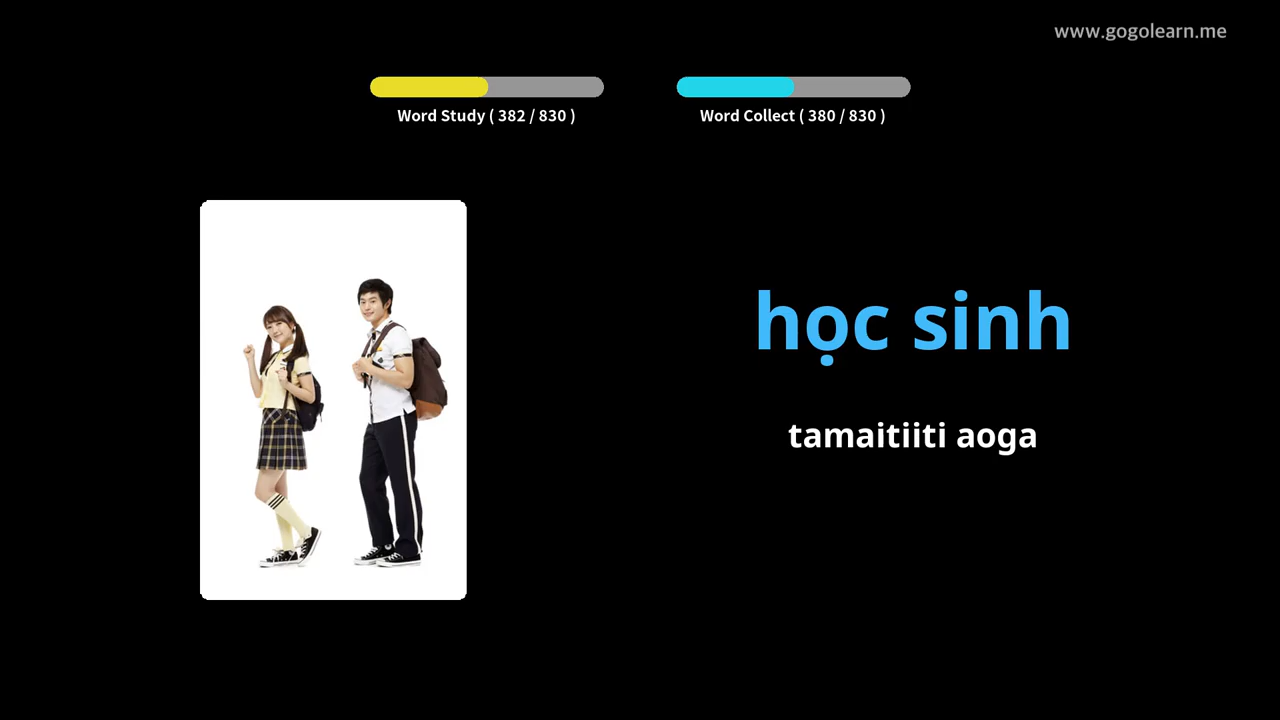 www.gogolearn.me
Word Study ( 382 / 830 )
Word Collect ( 380 / 830 )
học sinh
tamaitiiti aoga